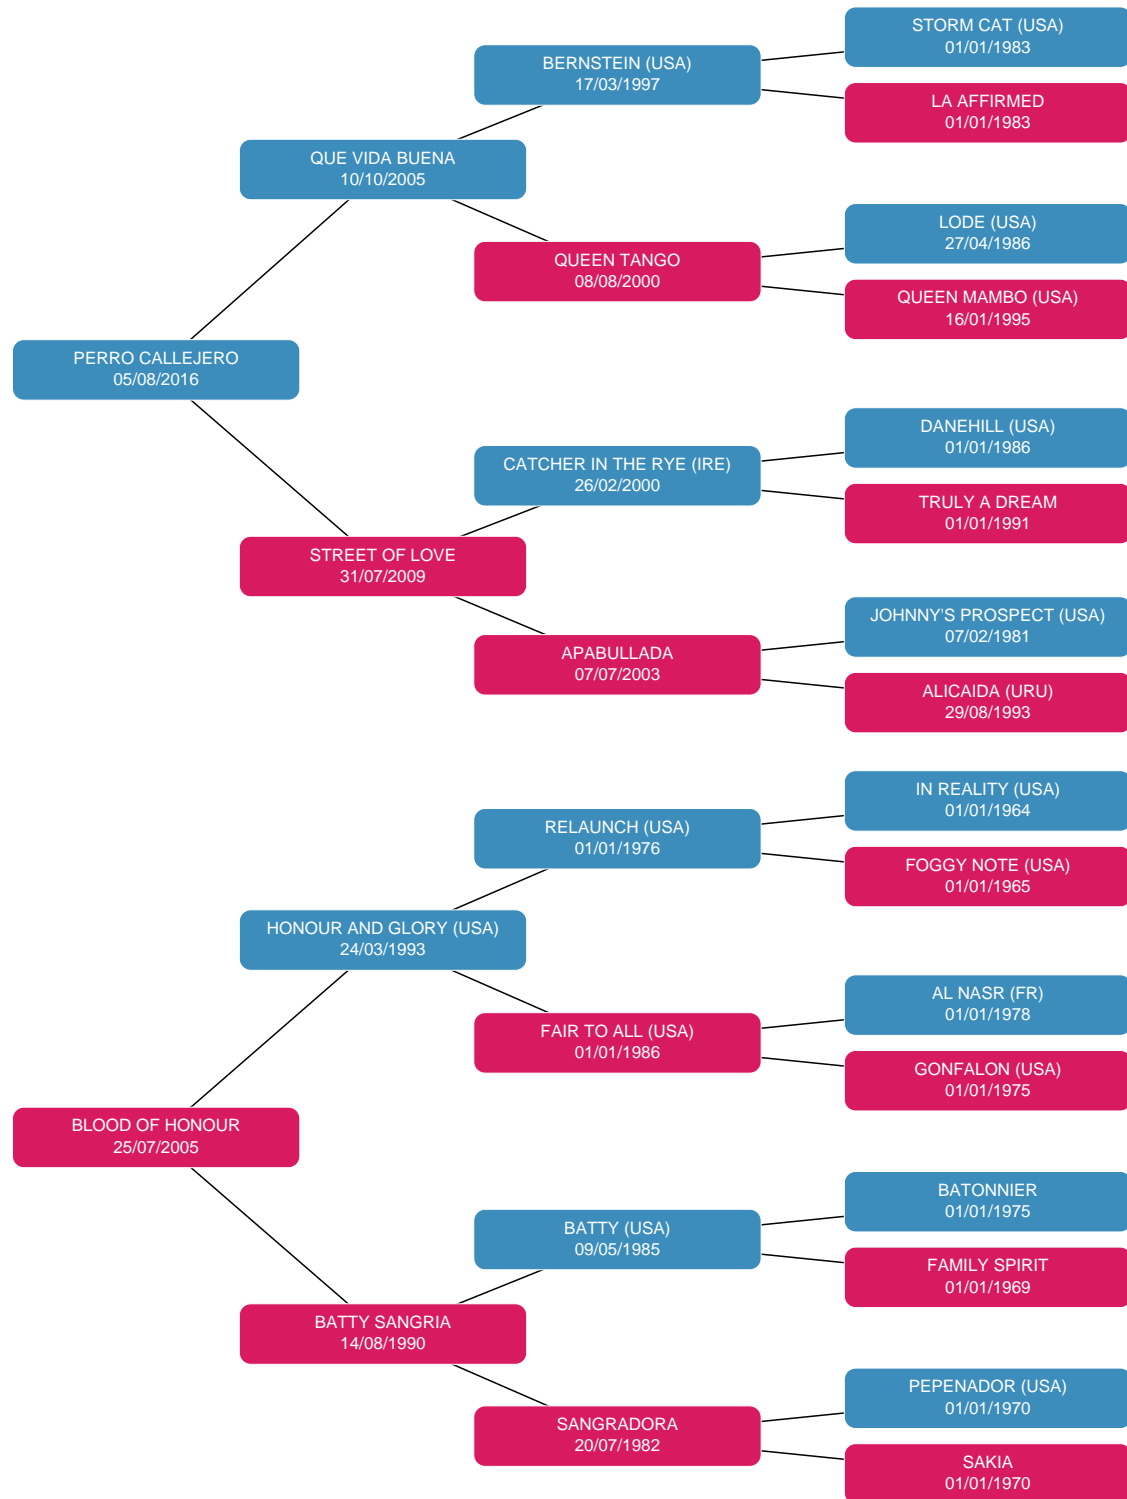 STORM CAT (USA)
01/01/1983
BERNSTEIN (USA)
17/03/1997
LA AFFIRMED
01/01/1983
QUE VIDA BUENA
10/10/2005
LODE (USA)
27/04/1986
QUEEN TANGO
08/08/2000
QUEEN MAMBO (USA)
16/01/1995
PERRO CALLEJERO
05/08/2016
DANEHILL (USA)
01/01/1986
CATCHER IN THE RYE (IRE)
26/02/2000
TRULY A DREAM
01/01/1991
STREET OF LOVE
31/07/2009
JOHNNY'S PROSPECT (USA)
07/02/1981
APABULLADA
07/07/2003
ALICAIDA (URU)
29/08/1993
IN REALITY (USA)
01/01/1964
RELAUNCH (USA)
01/01/1976
FOGGY NOTE (USA)
01/01/1965
HONOUR AND GLORY (USA)
24/03/1993
AL NASR (FR)
01/01/1978
FAIR TO ALL (USA)
01/01/1986
GONFALON (USA)
01/01/1975
BLOOD OF HONOUR
25/07/2005
BATONNIER
01/01/1975
BATTY (USA)
09/05/1985
FAMILY SPIRIT
01/01/1969
BATTY SANGRIA
14/08/1990
PEPENADOR (USA)
01/01/1970
SANGRADORA
20/07/1982
SAKIA
01/01/1970